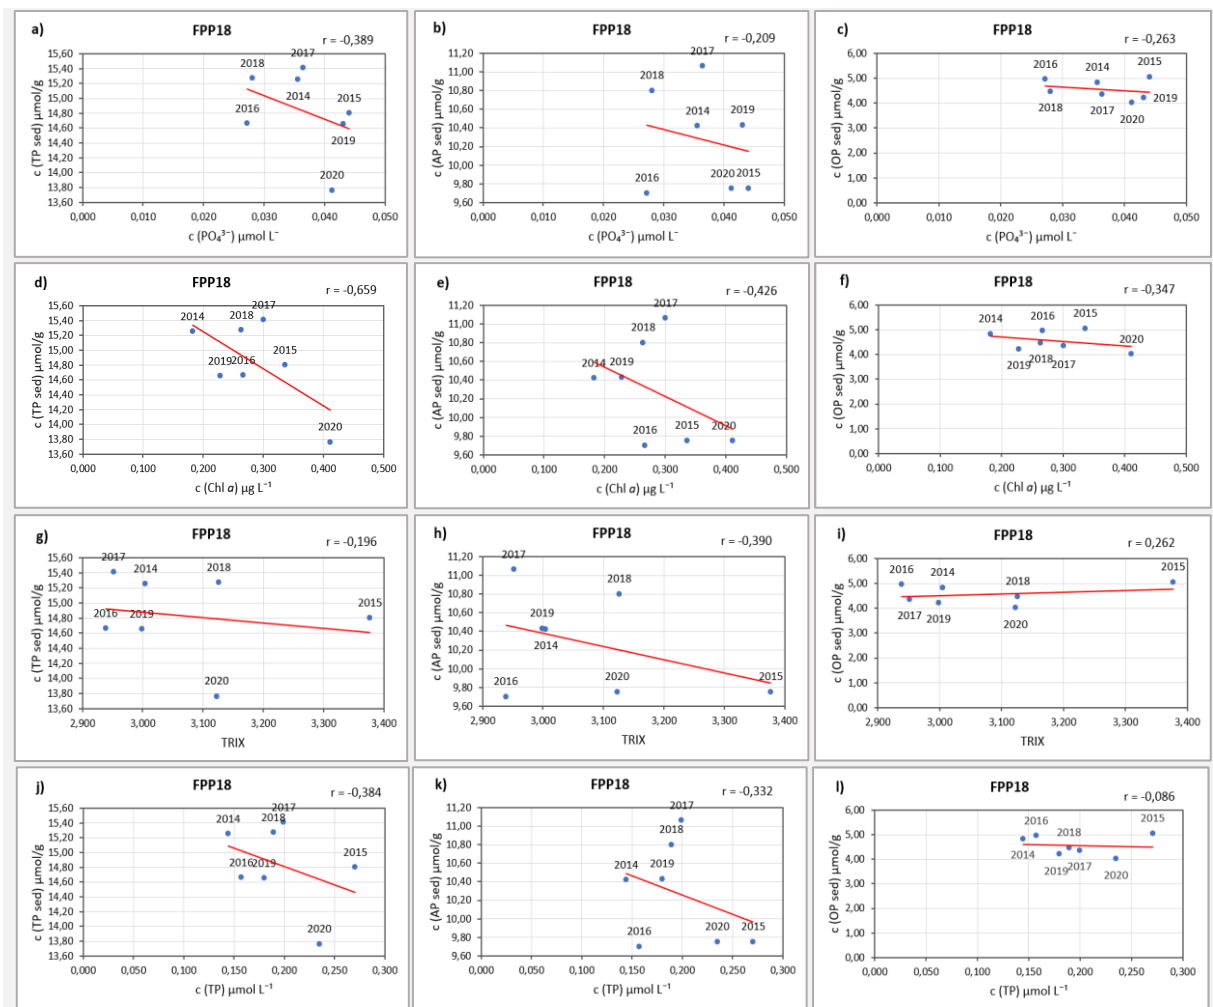 a) FPP18 r = -0,389
c (TP sed) µmol/g
15,60
15,40
15,20
15,00
14,80
14,60
14,40
14,20
14,00
13,80
13,60
2018 2017
2014
2016 2015
2019
2020
0,000 0,010 0,020 0,030 0,040 0,050
c (PO₄³⁻) µmol L⁻
b) FPP18 r = -0,209
c (AP sed) µmol/g
11,20
11,00
10,80
10,60
10,40
10,20
10,00
9,80
9,60
2017
2018
2014 2019
2016 2020 2015
0,000 0,010 0,020 0,030 0,040 0,050
c (PO₄³⁻) µmol L⁻
c) FPP18 r = -0,263
c (OP sed) µmol/g
6,00
5,00
4,00
3,00
2,00
1,00
0,00
2016 2014 2015
2018 2017 2019
2020
0,000 0,010 0,020 0,030 0,040 0,050
c (PO₄³⁻) µmol L⁻
d) FPP18 r = -0,659
c (TP sed) µmol/g
15,60
15,40
15,20
15,00
14,80
14,60
14,40
14,20
14,00
13,80
13,60
2014 2018 2017
2019 2016 2015
2020
0,000 0,100 0,200 0,300 0,400 0,500
c (Chl a) µg L⁻¹
e) FPP18 r = -0,426
c (AP sed) µmol/g
11,20
11,00
10,80
10,60
10,40
10,20
10,00
9,80
9,60
2017
2018
2014 2019
2016 2015 2020
0,000 0,100 0,200 0,300 0,400 0,500
c (Chl a) µg L⁻¹
f) FPP18 r = -0,347
c (OP sed) µmol/g
6,00
5,00
4,00
3,00
2,00
1,00
0,00
2014 2016 2015
2019 2018 2017 2020
0,000 0,100 0,200 0,300 0,400 0,500
c (Chl a) µg L⁻¹
g) FPP18 r = -0,196
c (TP sed) µmol/g
15,60
15,40
15,20
15,00
14,80
14,60
14,40
14,20
14,00
13,80
13,60
2017 2014 2018
2016 2019 2015
2020
2,900 3,000 3,100 3,200 3,300 3,400
TRIX
h) FPP18 r = -0,390
c (AP sed) µmol/g
11,20
11,00
10,80
10,60
10,40
10,20
10,00
9,80
9,60
2017
2018
2019
2014
2016 2020 2015
2,900 3,000 3,100 3,200 3,300 3,400
TRIX
i) FPP18 r = 0,262
c (OP sed) µmol/g
6,00
5,00
4,00
3,00
2,00
1,00
0,00
2016 2014 2018 2015
2017 2019 2020
2,900 3,000 3,100 3,200 3,300 3,400
TRIX
j) FPP18 r = -0,384
c (TP sed) µmol/g
15,60
15,40
15,20
15,00
14,80
14,60
14,40
14,20
14,00
13,80
13,60
2014 2018 2017
2016 2019 2015
2020
0,000 0,050 0,100 0,150 0,200 0,250 0,300
c (TP) µmol L⁻¹
k) FPP18 r = -0,332
c (AP sed) µmol/g
11,20
11,00
10,80
10,60
10,40
10,20
10,00
9,80
9,60
2017
2018
2014 2019
2016 2020 2015
0,000 0,050 0,100 0,150 0,200 0,250 0,300
c (TP) µmol L⁻¹
l) FPP18 r = -0,086
c (OP sed) µmol/g
6,00
5,00
4,00
3,00
2,00
1,00
0,00
2016 2018 2015
2014 2019 2017 2020
0,000 0,050 0,100 0,150 0,200 0,250 0,300
c (TP) µmol L⁻¹